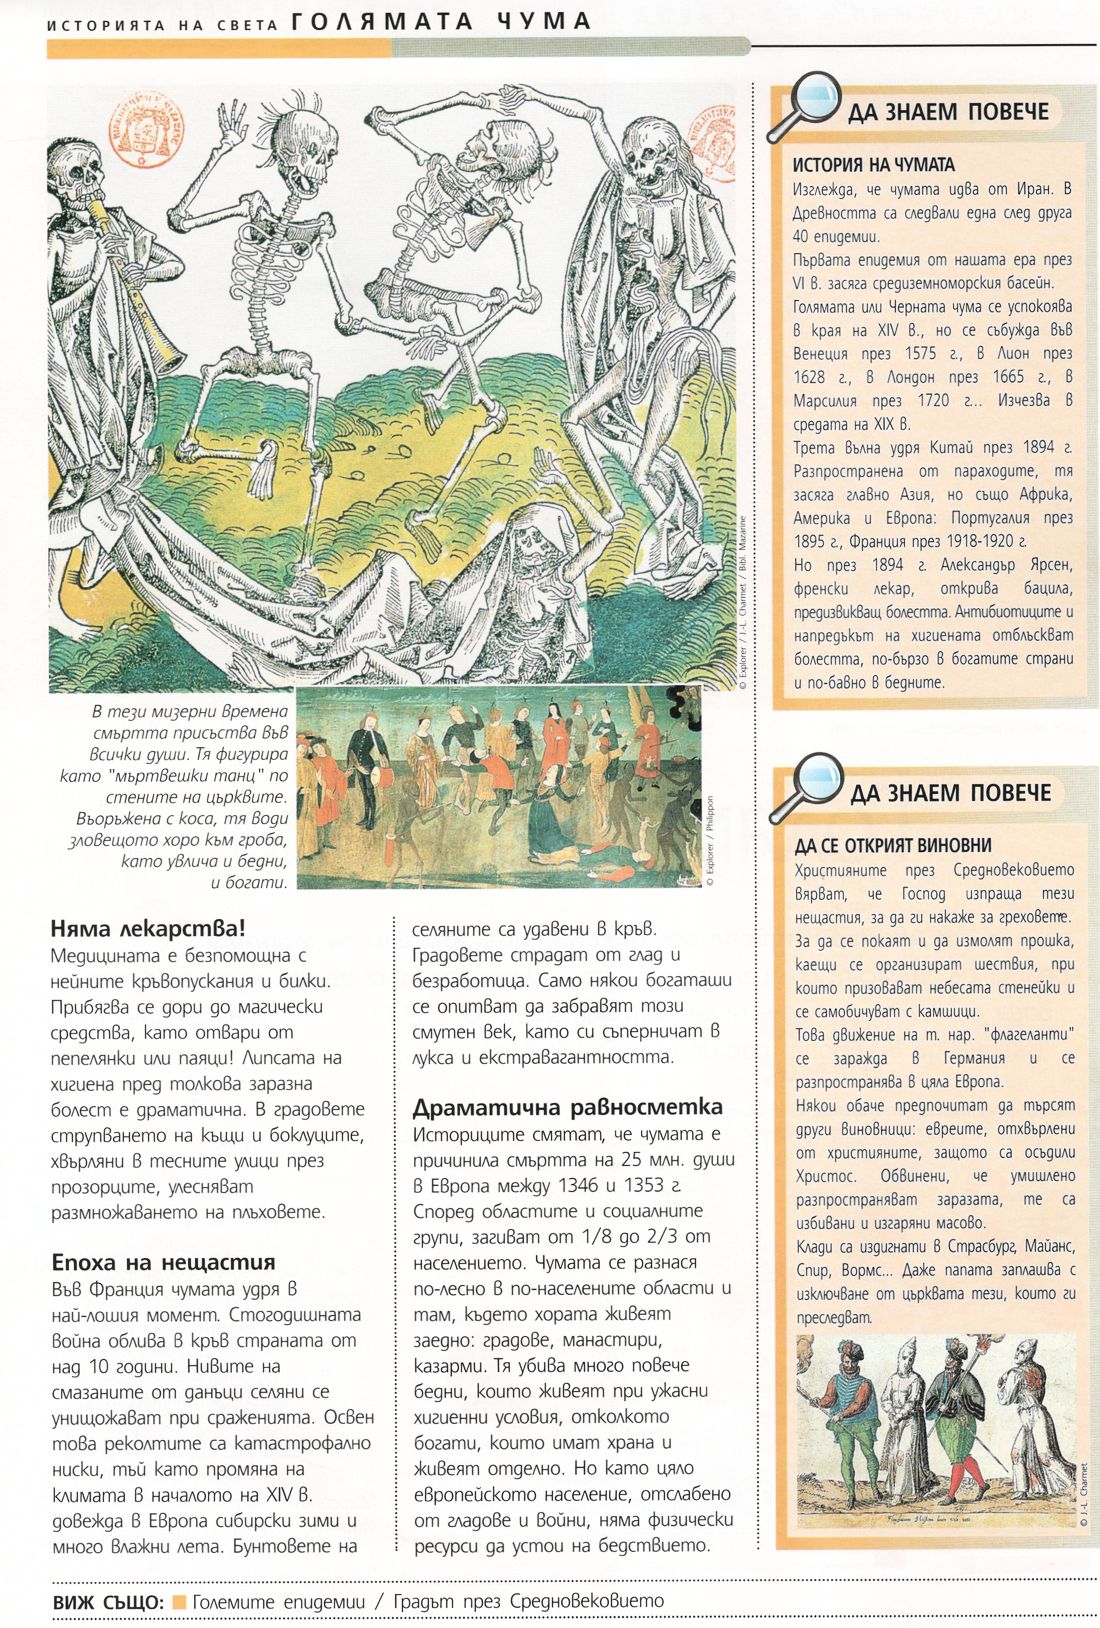 ИСТОРИЯТА НА СВЕТА ГОЛЯМАТА ЧУМА
© Explorer / J.-L. Charmet / Bibl. Mazarine
В тези мизерни времена
смъртта присъства във
всички души. Тя фигурира
като "мъртвешки танц" по
стените на църквите.
Въоръжена с коса, тя води
зловещото хоро към гроба,
като увлича и бедни,
и богати.
© Explorer / Philippon
Няма лекарства!
Медицината е безпомощна с
нейните кръвопускания и билки.
Прибягва се дори до магически
средства, като отвари от
пепелянки или паяци! Липсата на
хигиена пред толкова заразна
болест е драматична. В градовете
струпването на къщи и боклуците,
хвърляни в тесните улици през
прозорците, улесняват
размножаването на плъховете.
Епоха на нещастия
Във Франция чумата удря в
най-лошия момент. Стогодишната
война облива в кръв страната от
над 10 години. Нивите на
смазаните от данъци селяни се
унищожават при сраженията. Освен
това реколтите са катастрофално
ниски, тъй като промяна на
климата в началото на XIV в.
довежда в Европа сибирски зими и
много влажни лета. Бунтовете на
селяните са удавени в кръв.
Градовете страдат от глад и
безработица. Само някои богаташи
се опитват да забравят този
смутен век, като си съперничат в
лукса и екстравагантността.
Драматична равносметка
Историците смятат, че чумата е
причинила смъртта на 25 млн. души
в Европа между 1346 и 1353 г.
Според областите и социалните
групи, загиват от 1/8 до 2/3 от
населението. Чумата се разнася
по-лесно в по-населените области и
там, където хората живеят
заедно: градове, манастири,
казарми. Тя убива много повече
бедни, които живеят при ужасни
хигиенни условия, отколкото
богати, които имат храна и
живеят отделно. Но като цяло
европейското население, отслабено
от гладове и войни, няма физически
ресурси да устои на бедствието.
ДА ЗНАЕМ ПОВЕЧЕ
ИСТОРИЯ НА ЧУМАТА
Изглежда, че чумата идва от Иран. В
Древността са следвали една след друга
40 епидемии.
Първата епидемия от нашата ера през
VI в. засяга средиземноморския басейн.
Голямата или Черната чума се успокоява
в края на XIV в., но се събужда във
Венеция през 1575 г., в Лион през
1628 г., в Лондон през 1665 г., в
Марсилия през 1720 г... Изчезва в
средата на XIX в.
Трета вълна удря Китай през 1894 г.
Разпространена от параходите, тя
засяга главно Азия, но също Африка,
Америка и Европа: Португалия през
1895 г., Франция през 1918-1920 г.
Но през 1894 г. Александър Ярсен,
френски лекар, открива бацила,
предизвикващ болестта. Антибиотиците и
напредъкът на хигиената отблъскват
болестта, по-бързо в богатите страни
и по-бавно в бедните.
ДА ЗНАЕМ ПОВЕЧЕ
ДА СЕ ОТКРИЯТ ВИНОВНИ
Християните през Средновековието
вярват, че Господ изпраща тези
нещастия, за да ги накаже за греховете.
За да се покаят и да измолят прошка,
каещи се организират шествия, при
които призовават небесата стенейки и
се самобичуват с камшици.
Това движение на т. нар. "флагеланти"
се заражда в Германия и се
разпространява в цяла Европа.
Някои обаче предпочитат да търсят
други виновници: евреите, отхвърлени
от християните, защото са осъдили
Христос. Обвинени, че умишлено
разпространяват заразата, те са
избивани и изгаряни масово.
Клади са издигнати в Страсбург, Майанс,
Спир, Вормс... Даже папата заплашва с
изключване от църквата тези, които ги
преследват.
© J.-L. Charmet
ВИЖ СЪЩО: Големите епидемии / Градът през Средновековието